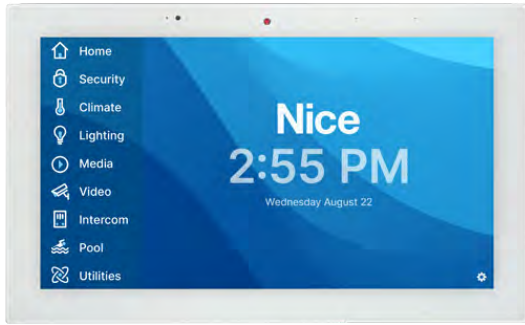 Home
Security
Climate
Lighting
Media
Video
Intercom
Pool
Utilities
Nice
2:55 PM
Wednesday August 22